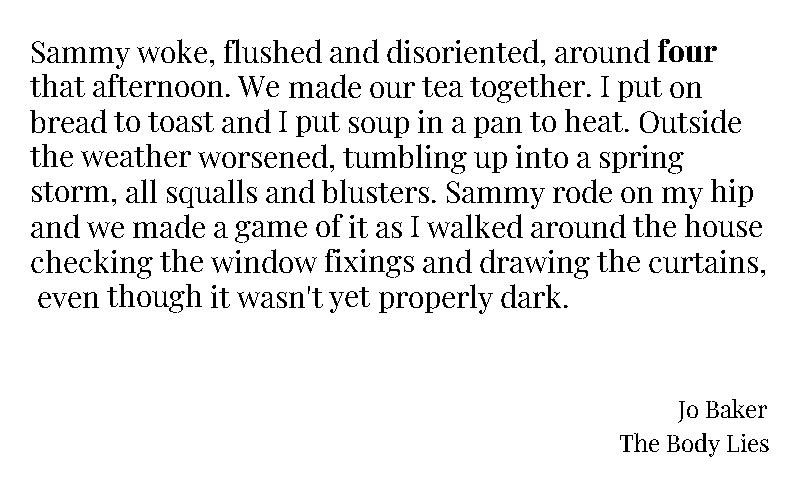 Sammy woke, flushed and disoriented, around four
that afternoon. We made our tea together. I put on
bread to toast and I put soup in a pan to heat. Outside
the weather worsened, tumbling up into a spring
storm, all squalls and blusters. Sammy rode on my hip
and we made a game of it as I walked around the house
checking the window fixings and drawing the curtains,
even though it wasn't yet properly dark.
Jo Baker
The Body Lies